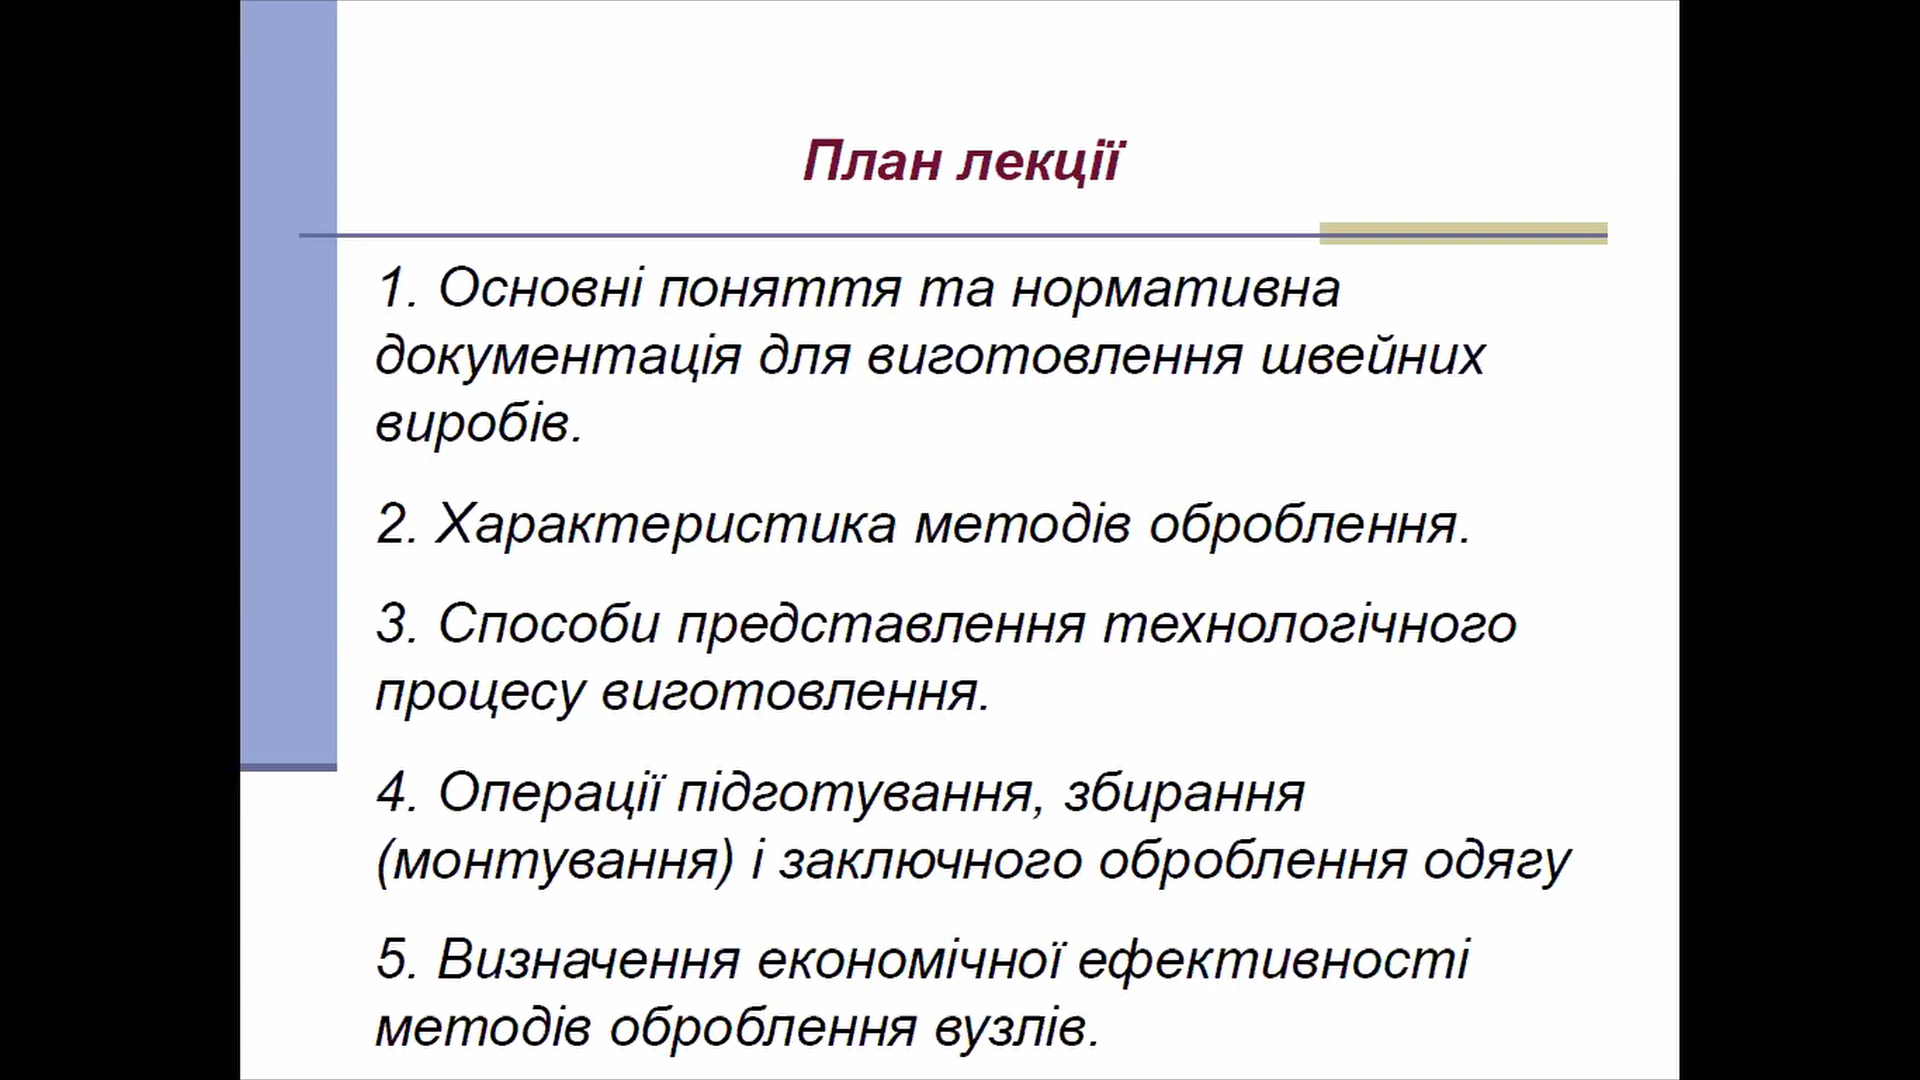 План лекції
1. Основні поняття та нормативна
документація для виготовлення швейних
виробів.
2. Характеристика методів оброблення.
3. Способи представлення технологічного
процесу виготовлення.
4. Операції підготування, збирання
(монтування) і заключного оброблення одягу
5. Визначення економічної ефективності
методів оброблення вузлів.